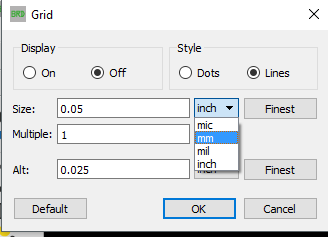 GRD Grid
Display Style
On Off Dots Lines
Size: 0.05 inch Finest
mic
Multiple: 1 mm
mil
inch
Alt: 0.025 Finest
Default OK Cancel